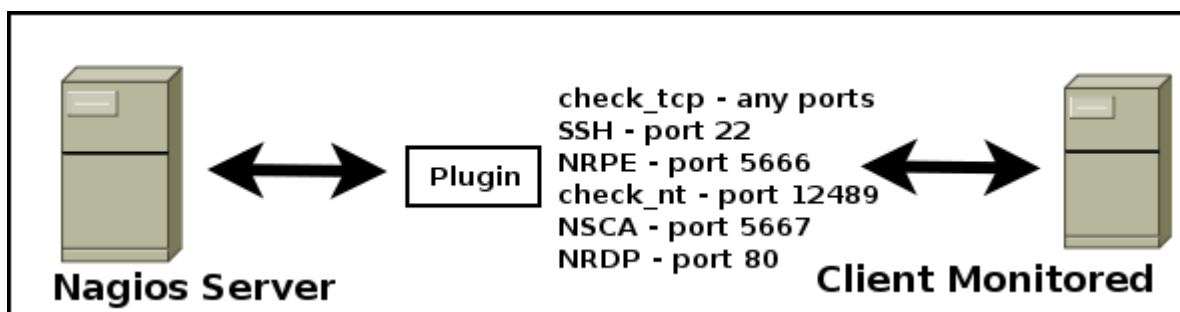 Nagios Server
Plugin
check_tcp - any ports
SSH - port 22
NRPE - port 5666
check_nt - port 12489
NSCA - port 5667
NRDP - port 80
Client Monitored